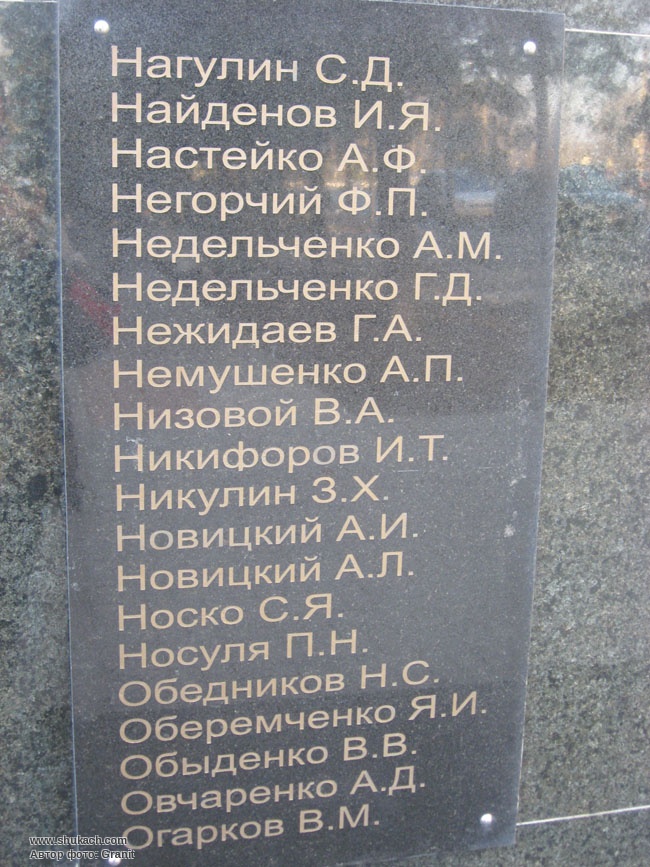 Нагулин С.Д.
Найденов И.Я.
Настейко А.Ф.
Негорчий Ф.П.
Недельченко А.М.
Недельченко Г.Д.
Нежидаев Г.А.
Немушенко А.П.
Низовой В.А.
Никифоров И.Т.
Никулин З.Х.
Новицкий А.И.
Новицкий А.Л.
Носко С.Я.
Носуля П.Н.
Обедников Н.С.
Оберемченко Я.И.
Обыденко В.В.
Овчаренко А.Д.
Огарков В.М.
www.shukach.com
Автор фото: Granit